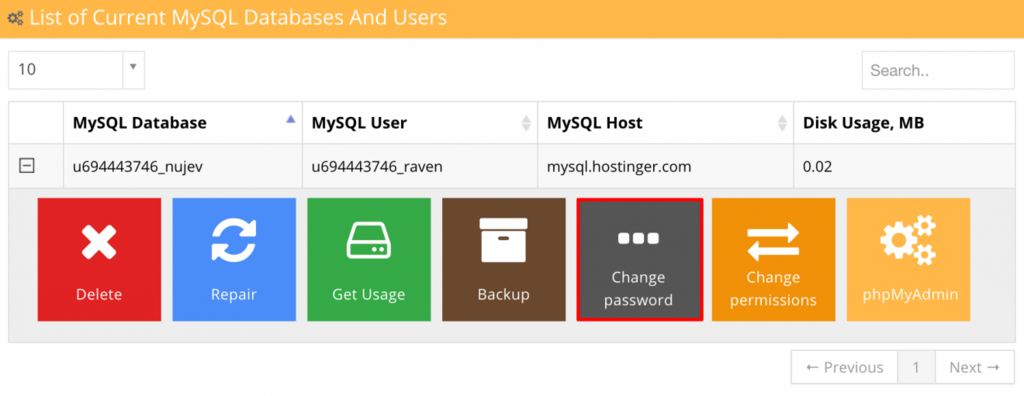 List of Current MySQL Databases And Users
10
Search..
MySQL Database MySQL User MySQL Host Disk Usage, MB
u694443746_nujev u694443746_raven mysql.hostinger.com 0.02
Delete
Repair
Get Usage
Backup
Change
password
Change
permissions
phpMyAdmin
← Previous 1 Next →